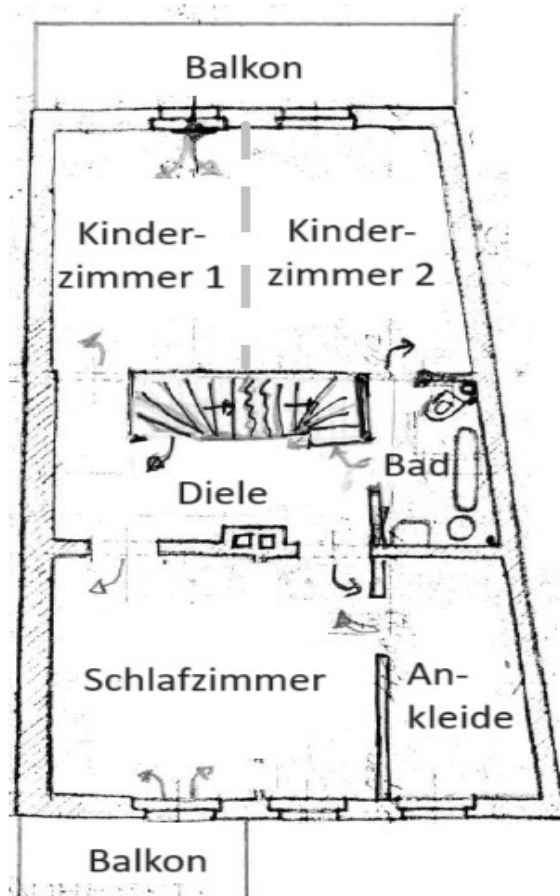 Balkon
Kinder-
zimmer 1
Kinder-
zimmer 2
Diele
Bad
Schlafzimmer
An-
kleide
Balkon